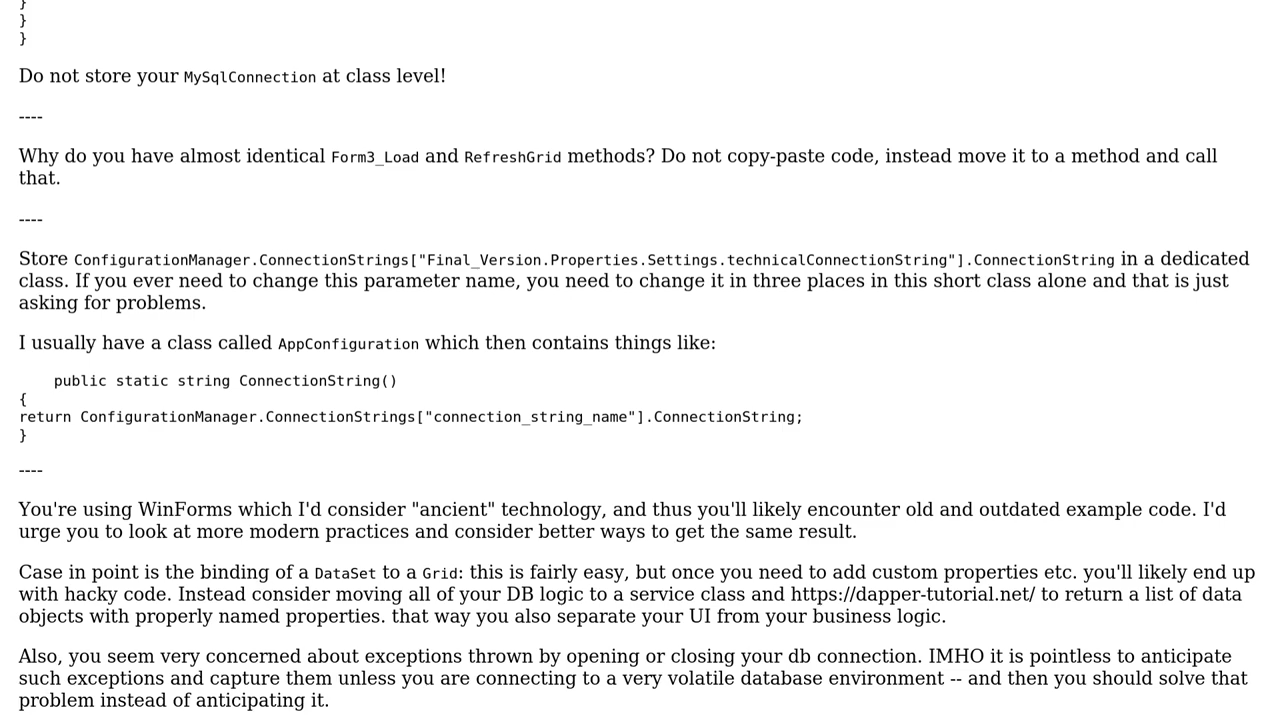 }
}
}
Do not store your MySqlConnection at class level!
----
Why do you have almost identical Form3_Load and RefreshGrid methods? Do not copy-paste code, instead move it to a method and call
that.
----
Store ConfigurationManager.ConnectionStrings["Final_Version.Properties.Settings.technicalConnectionString"].ConnectionString in a dedicated
class. If you ever need to change this parameter name, you need to change it in three places in this short class alone and that is just
asking for problems.
I usually have a class called AppConfiguration which then contains things like:
    public static string ConnectionString()
{
return ConfigurationManager.ConnectionStrings["connection_string_name"].ConnectionString;
}
----
You're using WinForms which I'd consider "ancient" technology, and thus you'll likely encounter old and outdated example code. I'd
urge you to look at more modern practices and consider better ways to get the same result.
Case in point is the binding of a DataSet to a Grid: this is fairly easy, but once you need to add custom properties etc. you'll likely end up
with hacky code. Instead consider moving all of your DB logic to a service class and https://dapper-tutorial.net/ to return a list of data
objects with properly named properties. that way you also separate your UI from your business logic.
Also, you seem very concerned about exceptions thrown by opening or closing your db connection. IMHO it is pointless to anticipate
such exceptions and capture them unless you are connecting to a very volatile database environment -- and then you should solve that
problem instead of anticipating it.